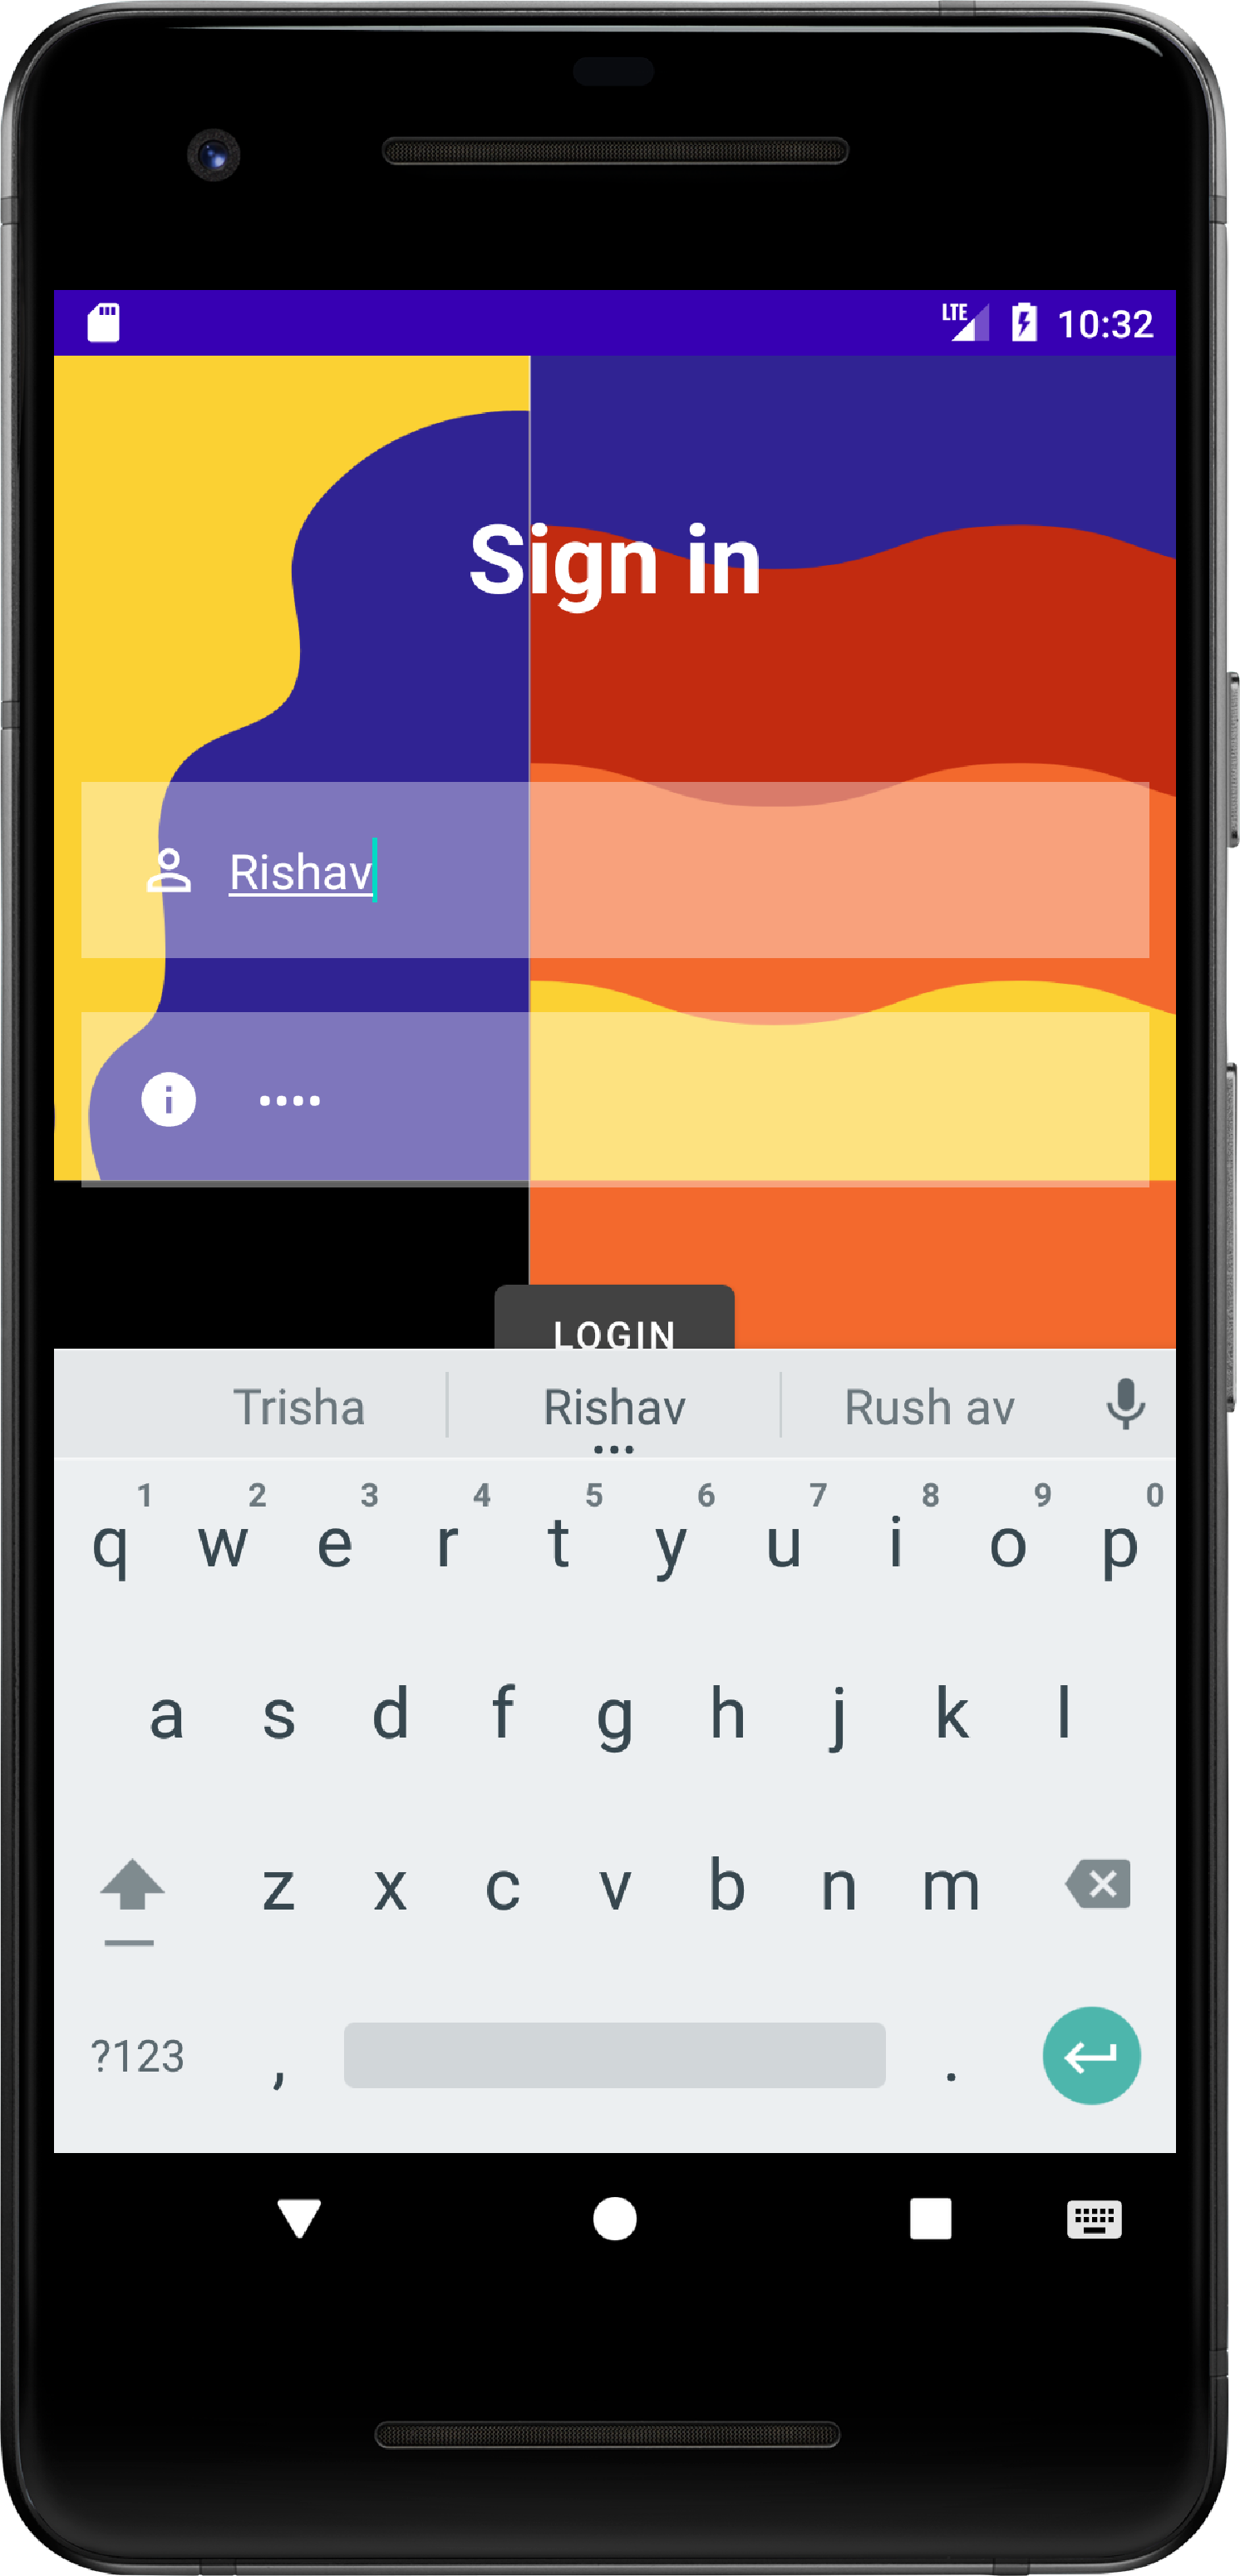 LTE 10:32
Sign in
Rishav
••••
LOGIN
Trisha Rishav Rush av
1 2 3 4 5 6 7 8 9 0
q w e r t y u i o p
a s d f g h j k l
z x c v b n m
?123 , .